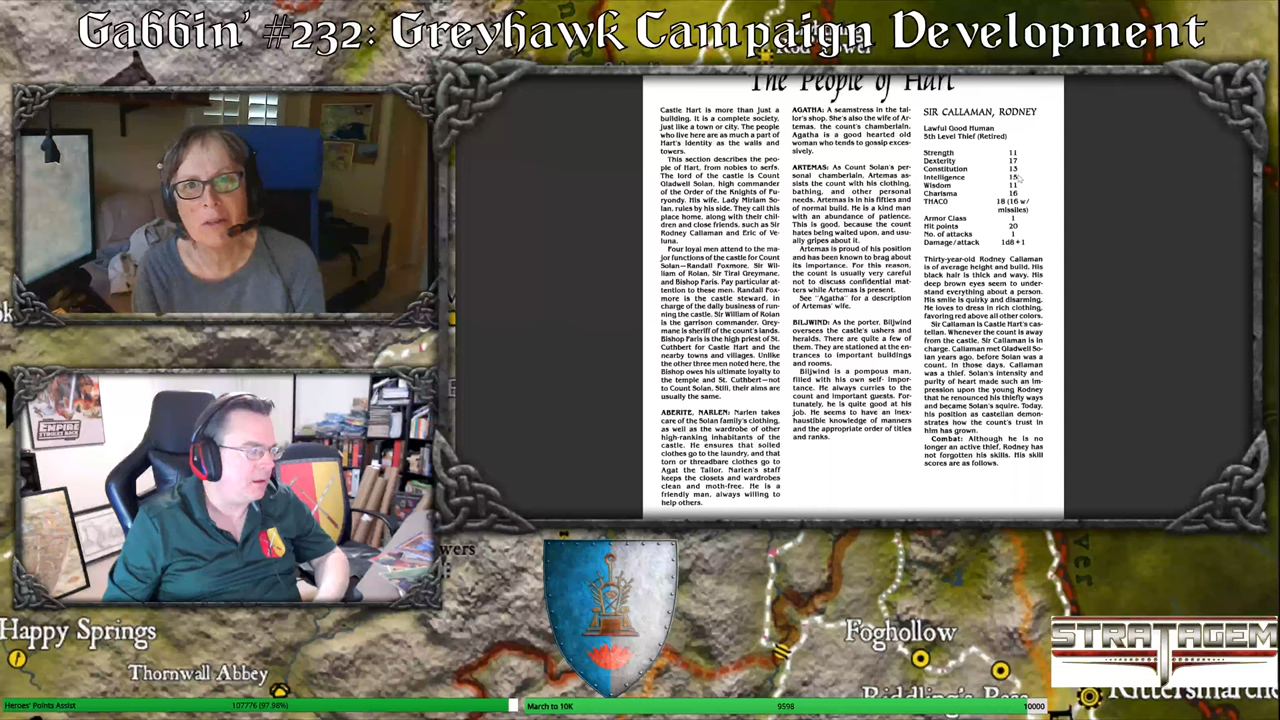 Gabbin' #232: Greyhawk Campaign Development
The People of Hart
Castle Hart is more than just a
building, it is a complete society,
just like a town or city. The people
who live here are as much a part of
Hart's identity as the walls and
towers.
This section describes the peo-
ple of Hart, from nobles to serfs.
The lord of the castle is Count
Gladwell Solan, high commander
of the Order of the Knights of Fu-
ryondy. His wife, Lady Miriam So-
lan, rules by his side. They call this
place home, along with their chil-
dren and close friends, such as Sir
Rodney Callaman and Eric of Ve-
luna.
Four loyal men attend to the ma-
jor functions of the castle for Count
Solan—Randall Foxmore, Sir Wil-
liam of Rolan, Sir Tiral Greymane,
and Bishop Faris. Pay particular at-
tention to these men. Randall Fox-
more is the castle steward, in
charge of the daily business of run-
ning the castle. Sir William of Rolan
is the garrison commander. Grey-
mane is sheriff of the count's lands.
Bishop Faris is the high priest of St.
Cuthbert for Castle Hart and the
nearby towns and villages. Unlike
the other three men noted here, the
Bishop owes his ultimate loyalty to
the temple and St. Cuthbert—not
to Count Solan. Still, their aims are
usually the same.
ABERITE, NARLEN: Narlen takes
care of the Solan family's clothing,
as well as the wardrobe of other
high-ranking inhabitants of the
castle. He ensures that soiled
clothes go to the laundry, and that
torn or threadbare clothes go to
Agat the Tailor. Narlen's staff
keeps the closets and wardrobes
clean and moth-free. He is a
friendly man, always willing to
help others.
AGATHA: A seamstress in the tai-
lor's shop. She's also the wife of Ar-
temas, the count's chamberlain.
Agatha is a good hearted old
woman who tends to gossip exces-
sively.
ARTEMAS: As Count Solan's per-
sonal chamberlain, Artemas as-
sists the count with his clothing,
bathing, and other personal
needs. Artemas is in his fifties and
of normal build. He is a kind man
with an abundance of patience.
This is good, because the count
hates being waited upon, and usu-
ally gripes about it.
Artemas is proud of his position
and has been known to brag about
its importance. For this reason,
the count is usually very careful
not to discuss confidential mat-
ters while Artemas is present.
See "Agatha" for a description
of Artemas' wife.
BILJWIND: As the porter, Biljwind
oversees the castle's ushers and
heralds. There are quite a few of
them. They are stationed at the en-
trances to important buildings
and rooms.
Biljwind is a pompous man,
filled with his own self- impor-
tance. He always curries to the
count and important guests. For-
tunately, he is quite good at his
job. He seems to have an inex-
haustible knowledge of manners
and the appropriate order of titles
and ranks.
SIR CALLAMAN, RODNEY
Lawful Good Human
5th Level Thief (Retired)
Strength 11
Dexterity 17
Constitution 13
Intelligence 15
Wisdom 11
Charisma 16
THAC0 18 (16 w/
missiles)
Armor Class 1
Hit points 20
No. of attacks 1
Damage/attack 1d8+1
Thirty-year-old Rodney Callaman
is of average height and build. His
black hair is thick and wavy. His
deep brown eyes seem to under-
stand everything about a person.
His smile is quirky and disarming.
He loves to dress in rich clothing,
favoring red above all other colors.
Sir Callaman is Castle Hart's cas-
tellan. Whenever the count is away
from the castle, Sir Callaman is in
charge. Callaman met Gladwell So-
lan years ago, before Solan was a
count. In those days, Callaman
was a thief. Solan's intensity and
purity of heart made such an im-
pression upon the young Rodney
that he renounced his thiefly ways
and became Solan's squire. Today,
his position as castellan demon-
strates how the count's trust in
him has grown.
Combat: Although he is no
longer an active thief, Rodney has
not forgotten his skills. His skill
scores are as follows.
EMPIRE
Happy Springs
Thornwall Abbey
Foghollow
STRATAGEM
Heroes' Points Assist 107776 (97.98%)
March to 10K 9598 10000